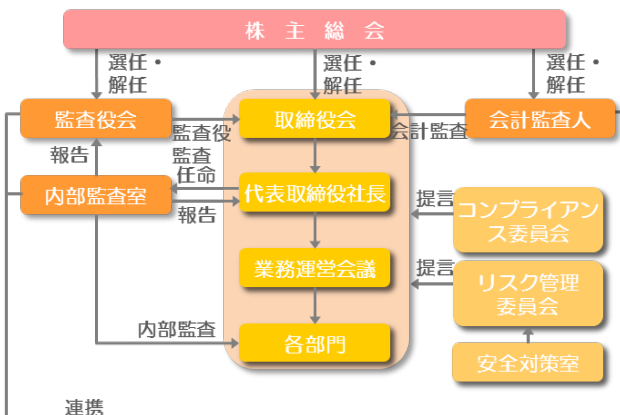 株主総会
選任・
解任
選任・
解任
選任・
解任
監査役会
取締役会
会計監査人
監査役
監査
会計監査
報告
任命
内部監査室
代表取締役社長
報告
提言
コンプライアン
ス委員会
業務運営会議
提言
リスク管理
委員会
内部監査
各部門
安全対策室
連携